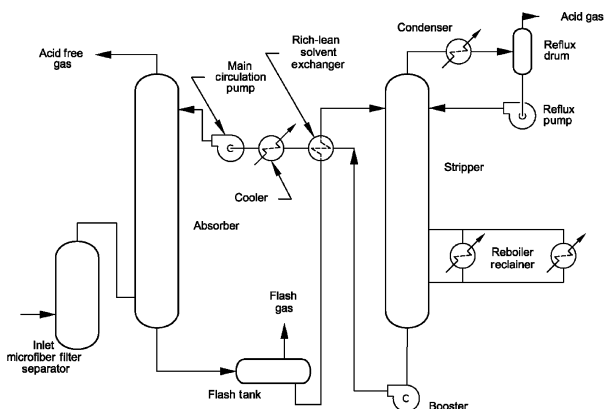 Acid gas
Condenser
Reflux
drum
Rich-lean
solvent
exchanger
Main
circulation
pump
Acid free
gas
Reflux
pump
Stripper
Cooler
Absorber
Reboiler
reclainer
Flash
gas
Inlet
microfiber filter
separator
Flash tank
C
Booster